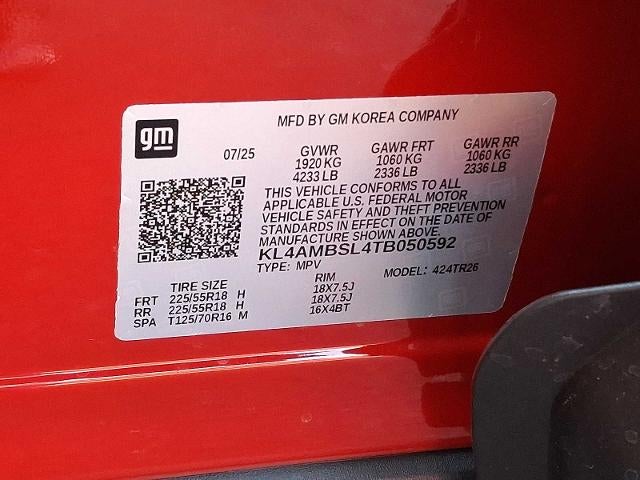 gm
MFD BY GM KOREA COMPANY
07/25 GVWR GAWR FRT GAWR RR
1920 KG 1060 KG 1060 KG
4233 LB 2336 LB 2336 LB
THIS VEHICLE CONFORMS TO ALL
APPLICABLE U.S. FEDERAL MOTOR
VEHICLE SAFETY AND THEFT PREVENTION
STANDARDS IN EFFECT ON THE DATE OF
MANUFACTURE SHOWN ABOVE.
KL4AMBSL4TB050592
TYPE: MPV MODEL: 424TR26
TIRE SIZE RIM
FRT 225/55R18 H 18X7.5J
RR 225/55R18 H 18X7.5J
SPA T125/70R16 M 16X4BT